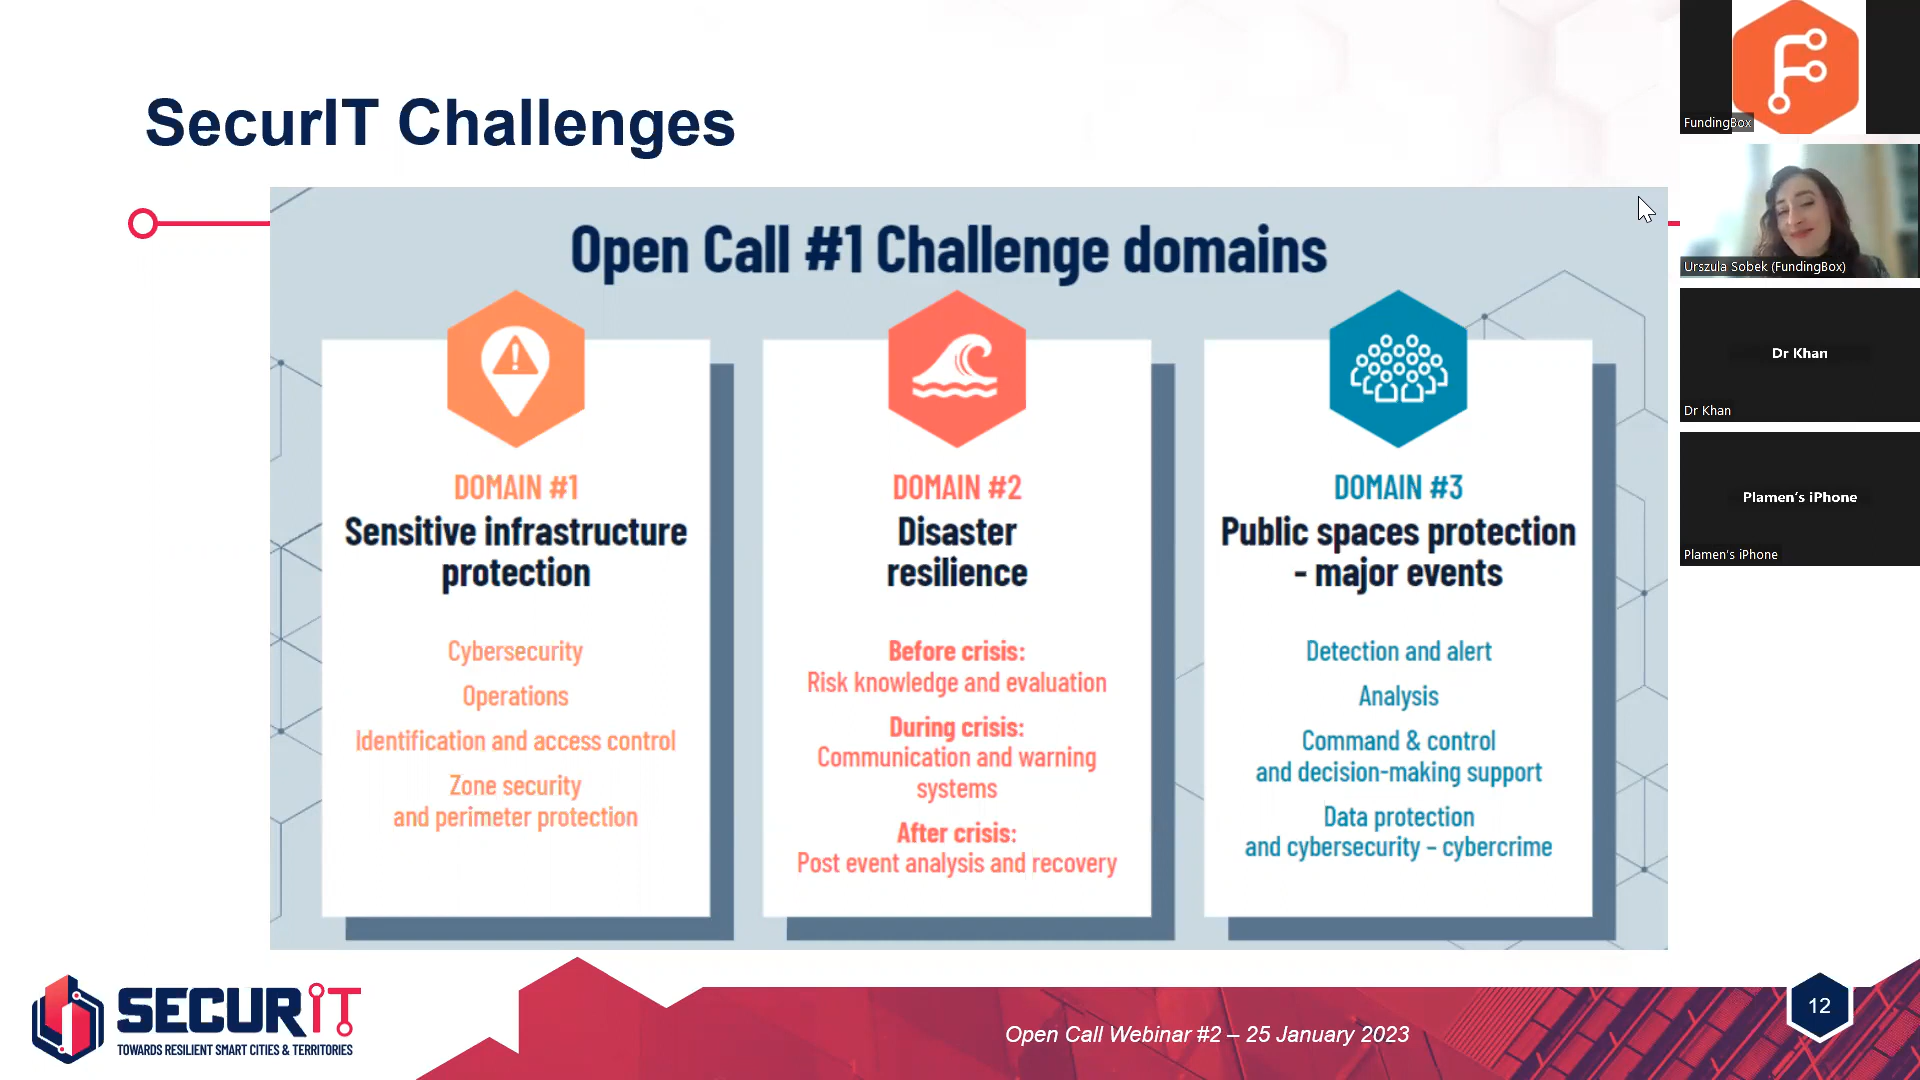 SecurIT Challenges
Open Call #1 Challenge domains
DOMAIN #1
Sensitive infrastructure
protection
Cybersecurity
Operations
Identification and access control
Zone security
and perimeter protection
DOMAIN #2
Disaster
resilience
Before crisis:
Risk knowledge and evaluation
During crisis:
Communication and warning
systems
After crisis:
Post event analysis and recovery
DOMAIN #3
Public spaces protection
- major events
Detection and alert
Analysis
Command & control
and decision-making support
Data protection
and cybersecurity – cybercrime
SECURIT
TOWARDS RESILIENT SMART CITIES & TERRITORIES
Open Call Webinar #2 – 25 January 2023
12
FundingBox
Urszula Sobek (FundingBox)
Dr Khan
Dr Khan
Plamen's iPhone
Plamen's iPhone